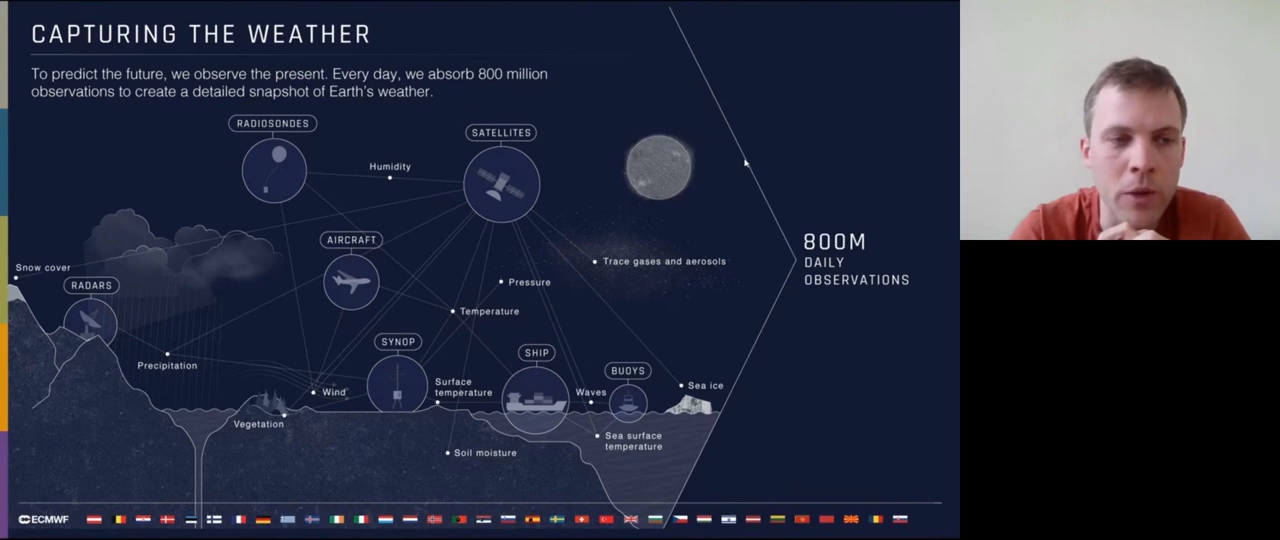 CAPTURING THE WEATHER
To predict the future, we observe the present. Every day, we absorb 800 million
observations to create a detailed snapshot of Earth's weather.
RADIOSONDES
SATELLITES
Humidity
AIRCRAFT
Trace gases and aerosols
800M
DAILY
OBSERVATIONS
Snow cover
RADARS
Pressure
Temperature
SYNOP
SHIP
Precipitation
BUOYS
Wind
Surface
temperature
Waves
Sea ice
Vegetation
Sea surface
temperature
Soil moisture
ECMWF